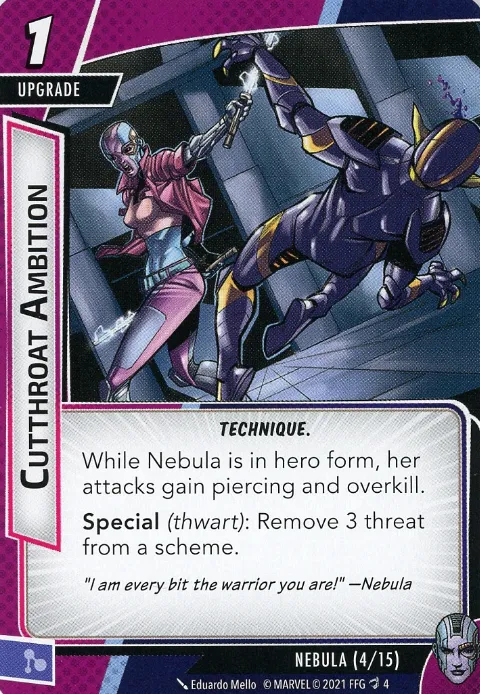 1
UPGRADE
CUTTHROAT AMBITION
TECHNIQUE.
While Nebula is in hero form, her
attacks gain piercing and overkill.
Special (thwart): Remove 3 threat
from a scheme.
"I am every bit the warrior you are!" —Nebula
NEBULA (4/15)
Eduardo Mello © MARVEL © 2021 FFG 4